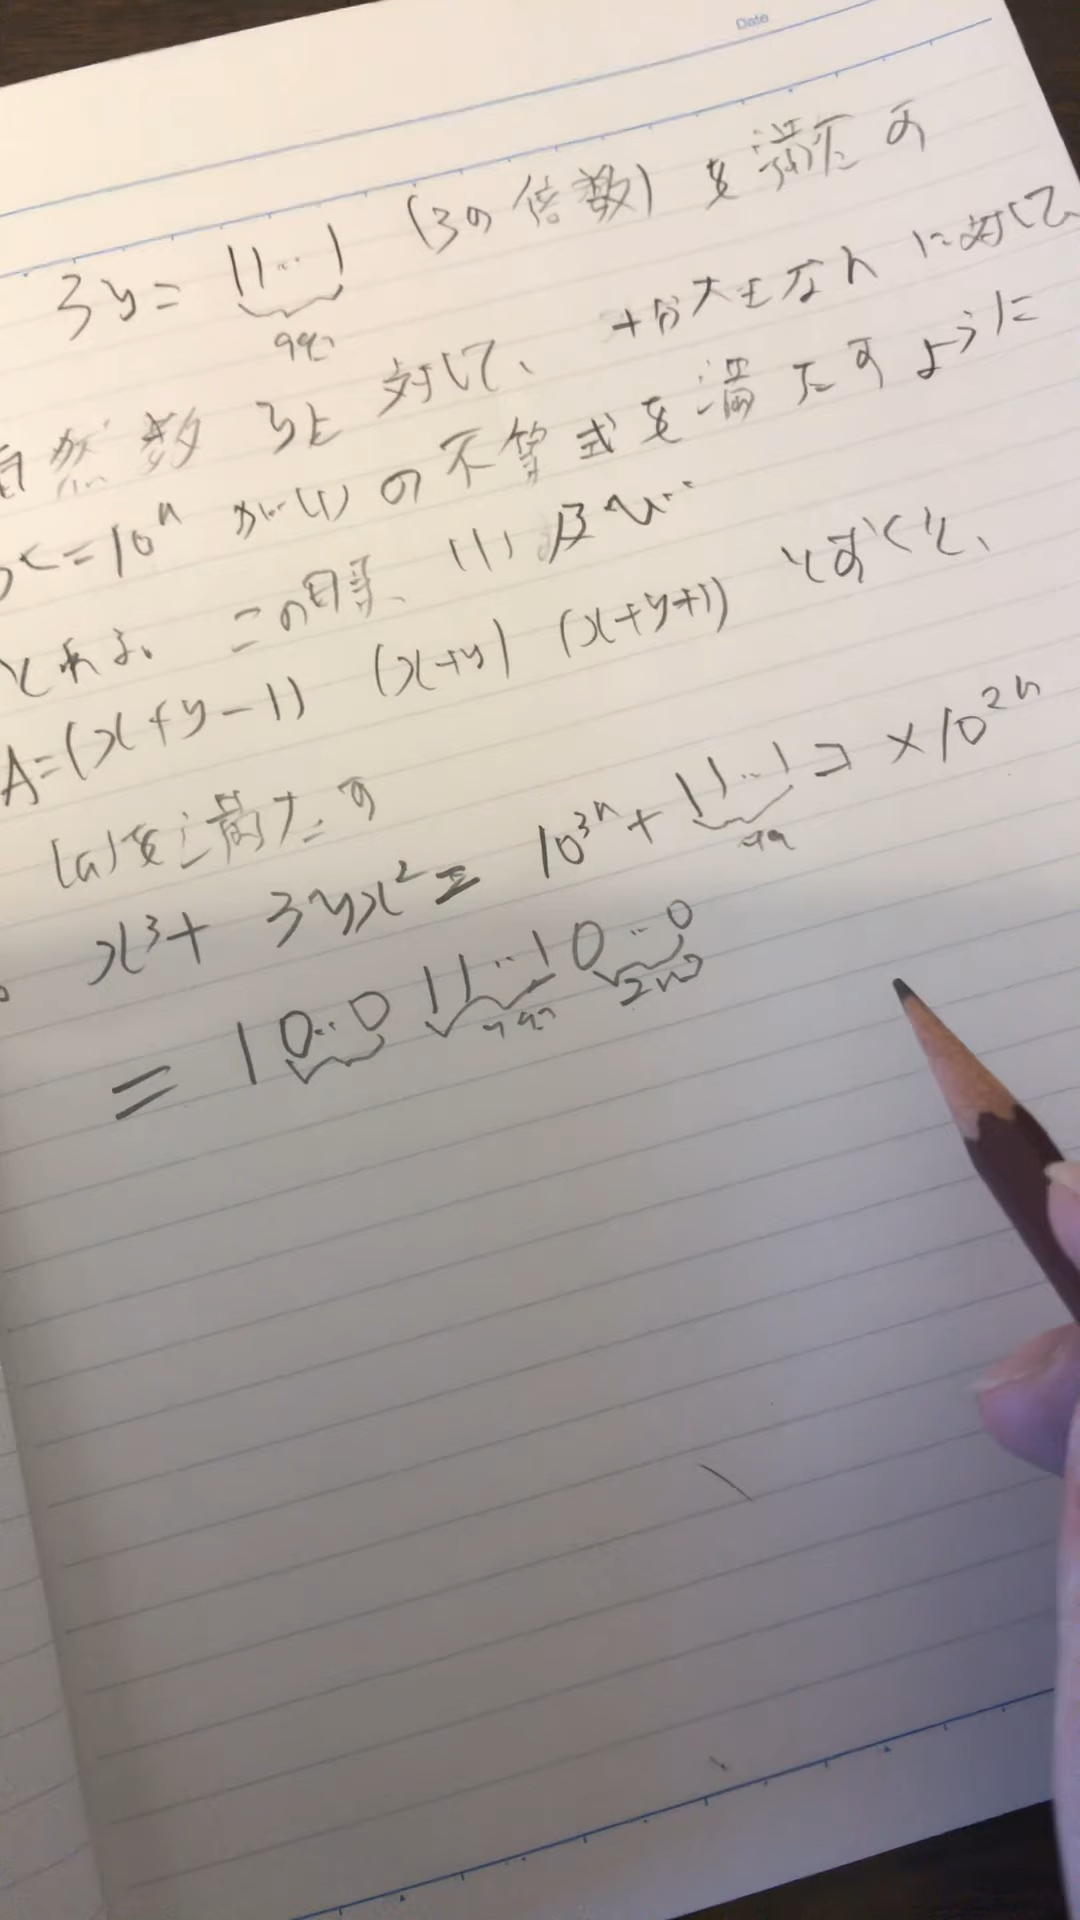 Date
3y = 11…1 (3の倍数)を満たす
99個
自然数 yに対して、十分大きなnに対して、
x=10^n が(1)の不等式を満たすように
とれる。この時、(1)及び…
A=(x+y-1)(x+y)(x+y+1) とおくと、
(a)を満たす
x³+3yx² = 10^3n + 11…1 × 10^2n
99
= 10…0 11…1 0…0
99個 2n